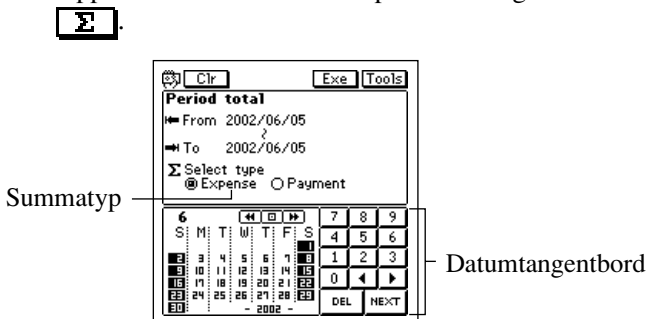 Σ.
Clr Exe Tools
Period total
From 2002/06/05
~
To 2002/06/05
Σ Select type
Expense Payment
Summatyp
6 7 8 9
S M T W T F S 4 5 6
1
2 3 4 5 6 7 8 1 2 3
9 10 11 12 13 14 15 0
16 17 18 19 20 21 22
23 24 25 26 27 28 29 DEL NEXT
30 - 2002 -
Datumtangentbord